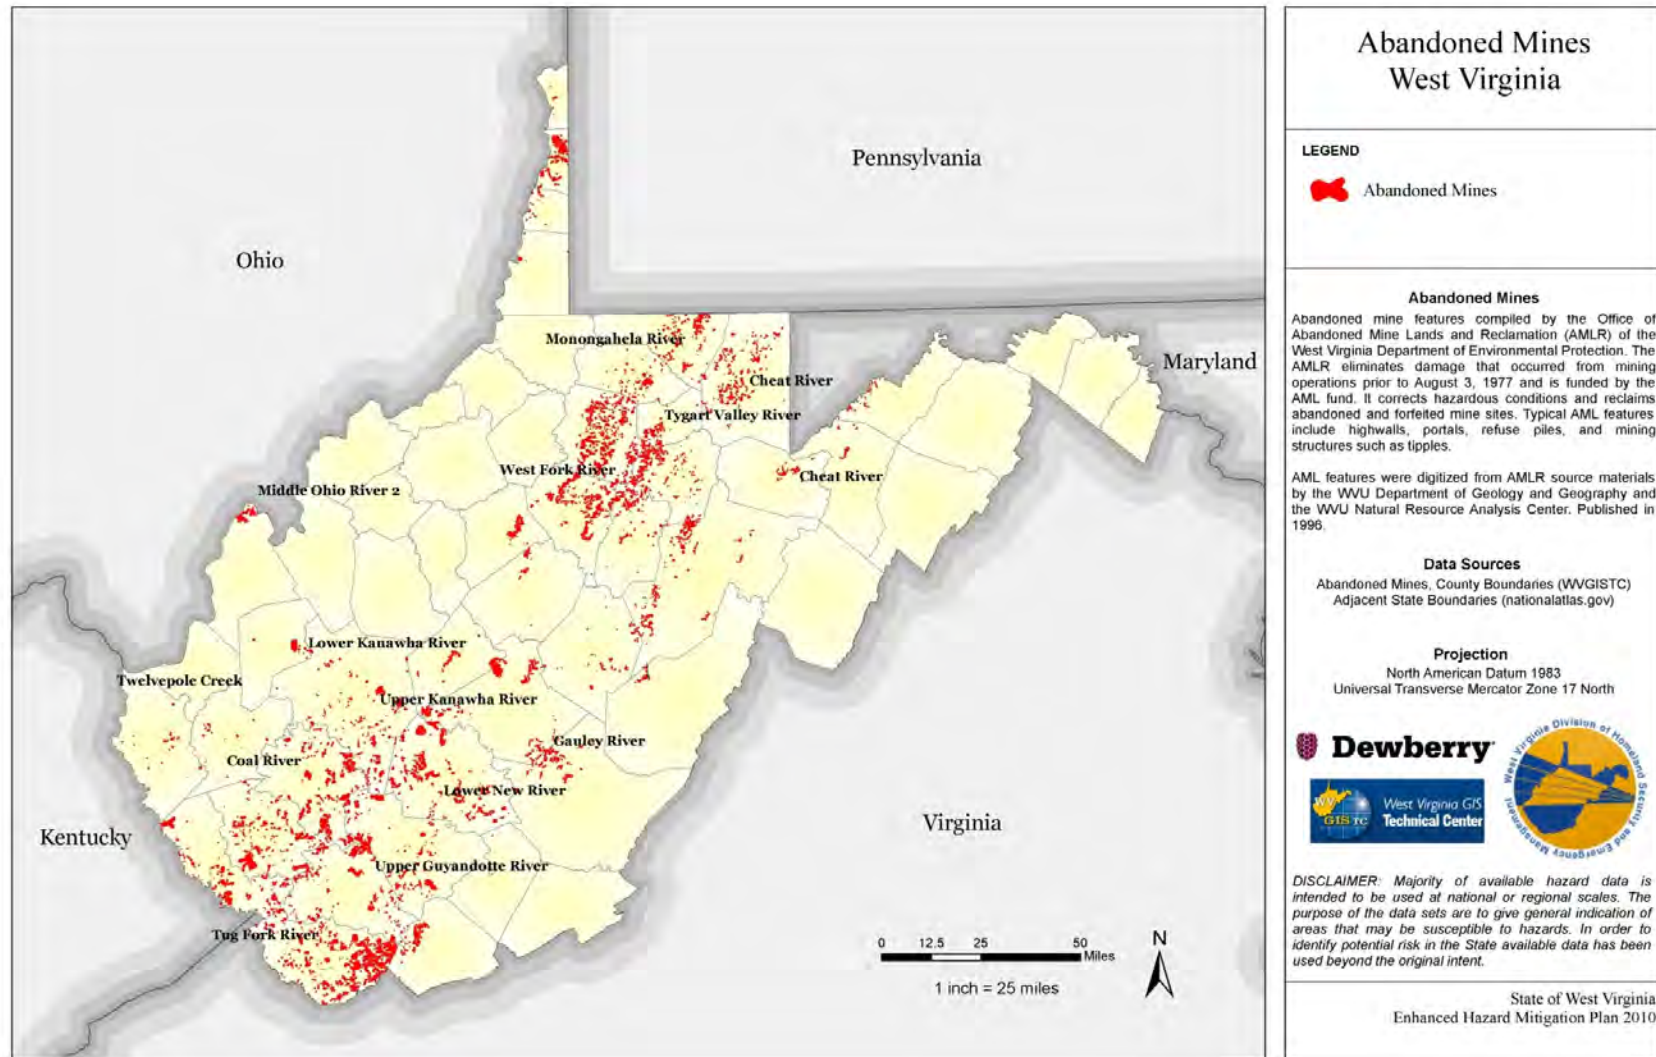 Pennsylvania
Ohio
Monongahela River
Maryland
Cheat River
Tygart Valley River
West Fork River
Cheat River
Middle Ohio River 2
Lower Kanawha River
Twelvepole Creek
Upper Kanawha River
Gauley River
Coal River
Lower New River
Virginia
Kentucky
Upper Guyandotte River
Tug Fork River
0 12.5 25 50
Miles
1 inch = 25 miles
N
Abandoned Mines
West Virginia
LEGEND
Abandoned Mines
Abandoned Mines
Abandoned mine features compiled by the Office of
Abandoned Mine Lands and Reclamation (AMLR) of the
West Virginia Department of Environmental Protection. The
AMLR eliminates damage that occurred from mining
operations prior to August 3, 1977 and is funded by the
AML fund. It corrects hazardous conditions and reclaims
abandoned and forfeited mine sites. Typical AML features
include highwalls, portals, refuse piles, and mining
structures such as tipples.
AML features were digitized from AMLR source materials
by the WVU Department of Geology and Geography and
the WVU Natural Resource Analysis Center. Published in
1996.
Data Sources
Abandoned Mines, County Boundaries (WVGISTC)
Adjacent State Boundaries (nationalatlas.gov)
Projection
North American Datum 1983
Universal Transverse Mercator Zone 17 North
Dewberry
West Virginia Division of Homeland Security and Emergency Management
WV
GIS TC
West Virginia GIS
Technical Center
DISCLAIMER: Majority of available hazard data is
intended to be used at national or regional scales. The
purpose of the data sets are to give general indication of
areas that may be susceptible to hazards. In order to
identify potential risk in the State available data has been
used beyond the original intent.
State of West Virginia
Enhanced Hazard Mitigation Plan 2010